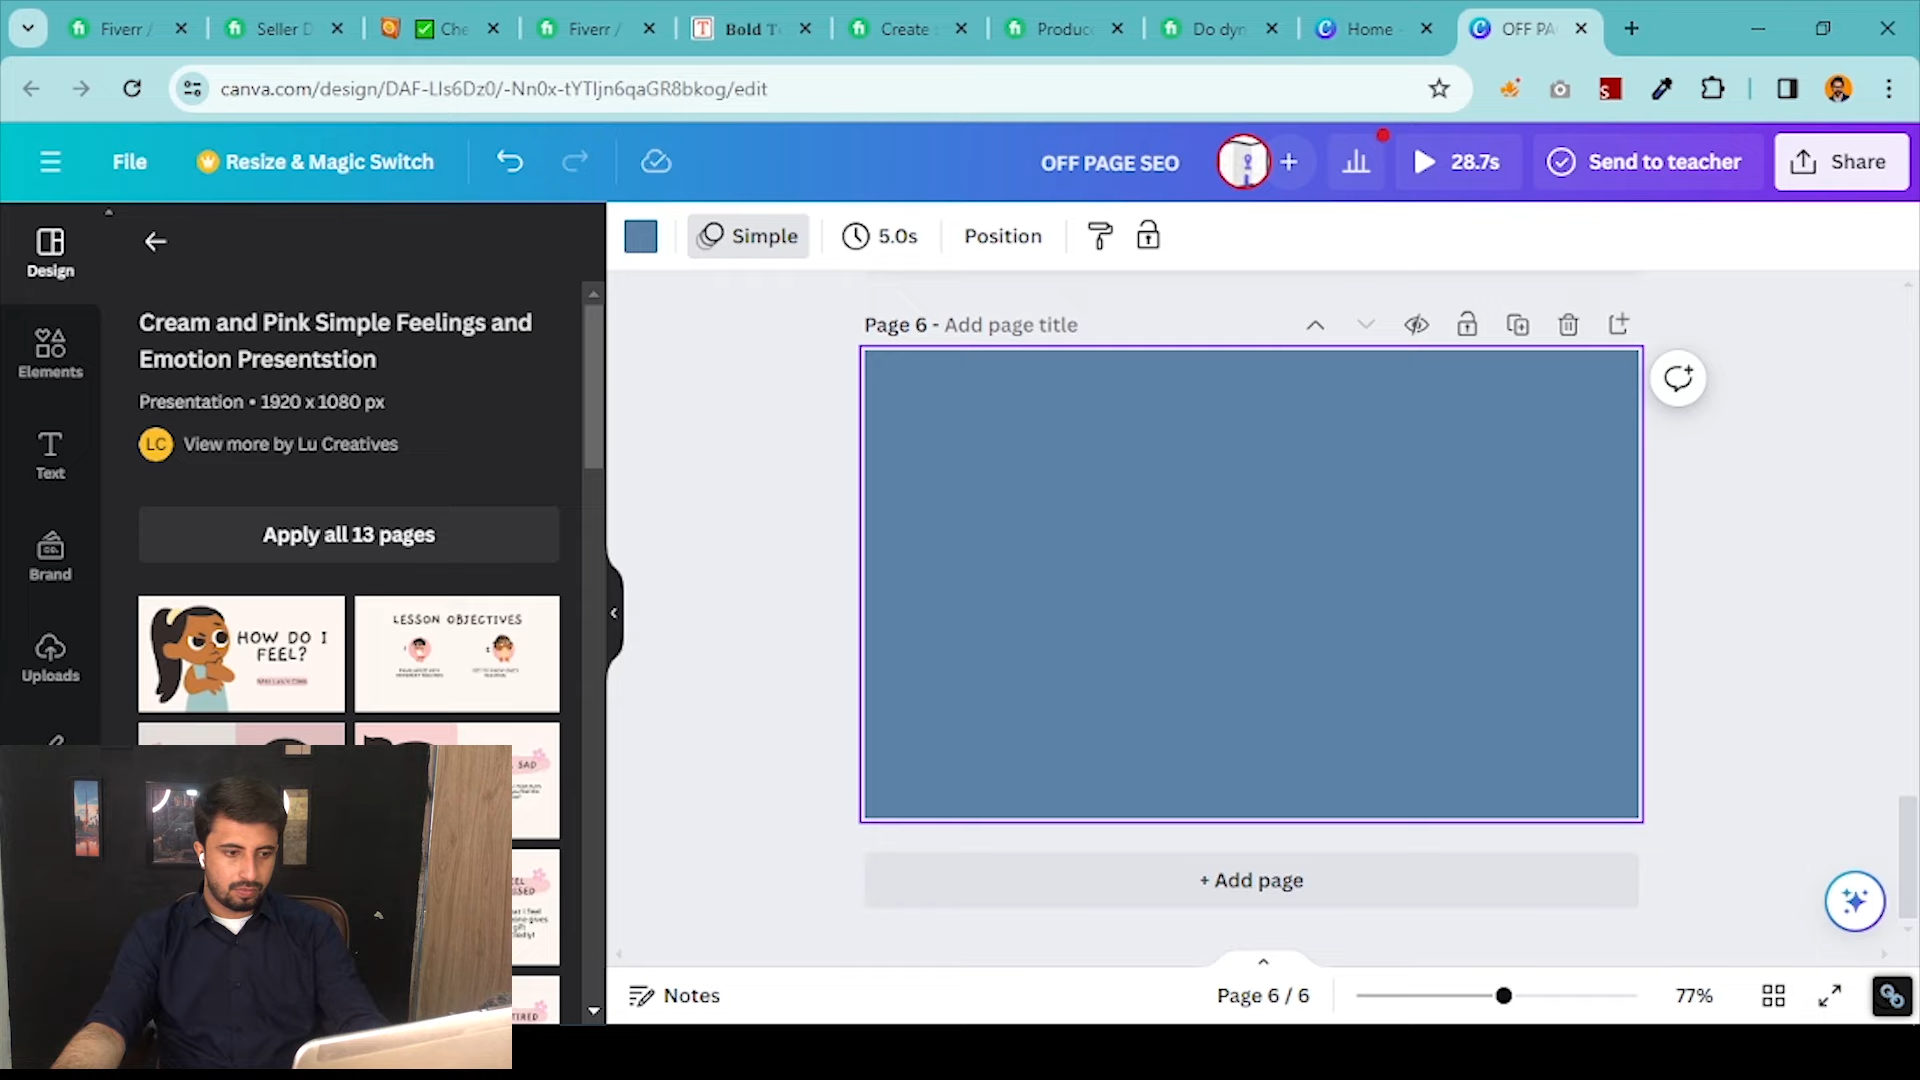 Fiverr /
Seller D
Che
Fiverr /
Bold T
Create
Produc
Do dyn
Home
OFF PA
canva.com/design/DAF-LIs6Dz0/-Nn0x-tYTljn6qaGR8bkog/edit
File
Resize & Magic Switch
OFF PAGE SEO
28.7s
Send to teacher
Share
Simple
5.0s
Position
Design
Elements
Text
Brand
Uploads
Cream and Pink Simple Feelings and
Emotion Presentstion
Presentation • 1920 x 1080 px
LC
View more by Lu Creatives
Apply all 13 pages
HOW DO I
FEEL?
LESSON OBJECTIVES
SAD
Page 6 - Add page title
+ Add page
Notes
Page 6 / 6
77%